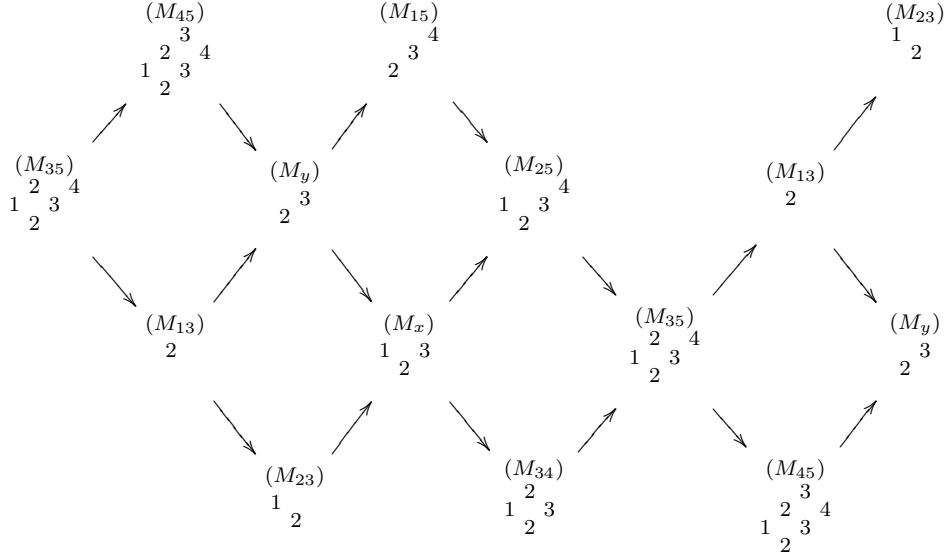 (M₄₅) (M₁₅) (M₂₃)
3 4 1
2 4 3 2
1 3 2
2
(M₃₅) (M_y) (M₂₅) (M₁₃)
2 4 3 4 2
1 3 2 1 3
2 2
(M₁₃) (M_x) (M₃₅) (M_y)
2 1 3 2 4 3
2 1 3 2
2
(M₂₃) (M₃₄) (M₄₅)
1 2 3
2 1 3 2 4
2 1 3
2